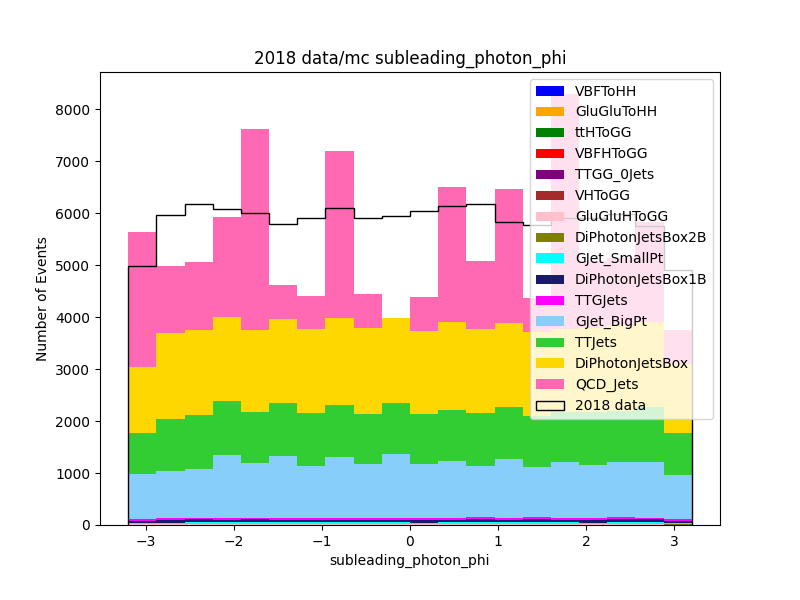 2018 data/mc subleading_photon_phi
Number of Events
8000
7000
6000
5000
4000
3000
2000
1000
0
−3
−2
−1
0
1
2
3
subleading_photon_phi
VBFToHH
GluGluToHH
ttHToGG
VBFHToGG
TTGG_0Jets
VHToGG
GluGluHToGG
DiPhotonJetsBox2B
GJet_SmallPt
DiPhotonJetsBox1B
TTGJets
GJet_BigPt
TTJets
DiPhotonJetsBox
QCD_Jets
2018 data